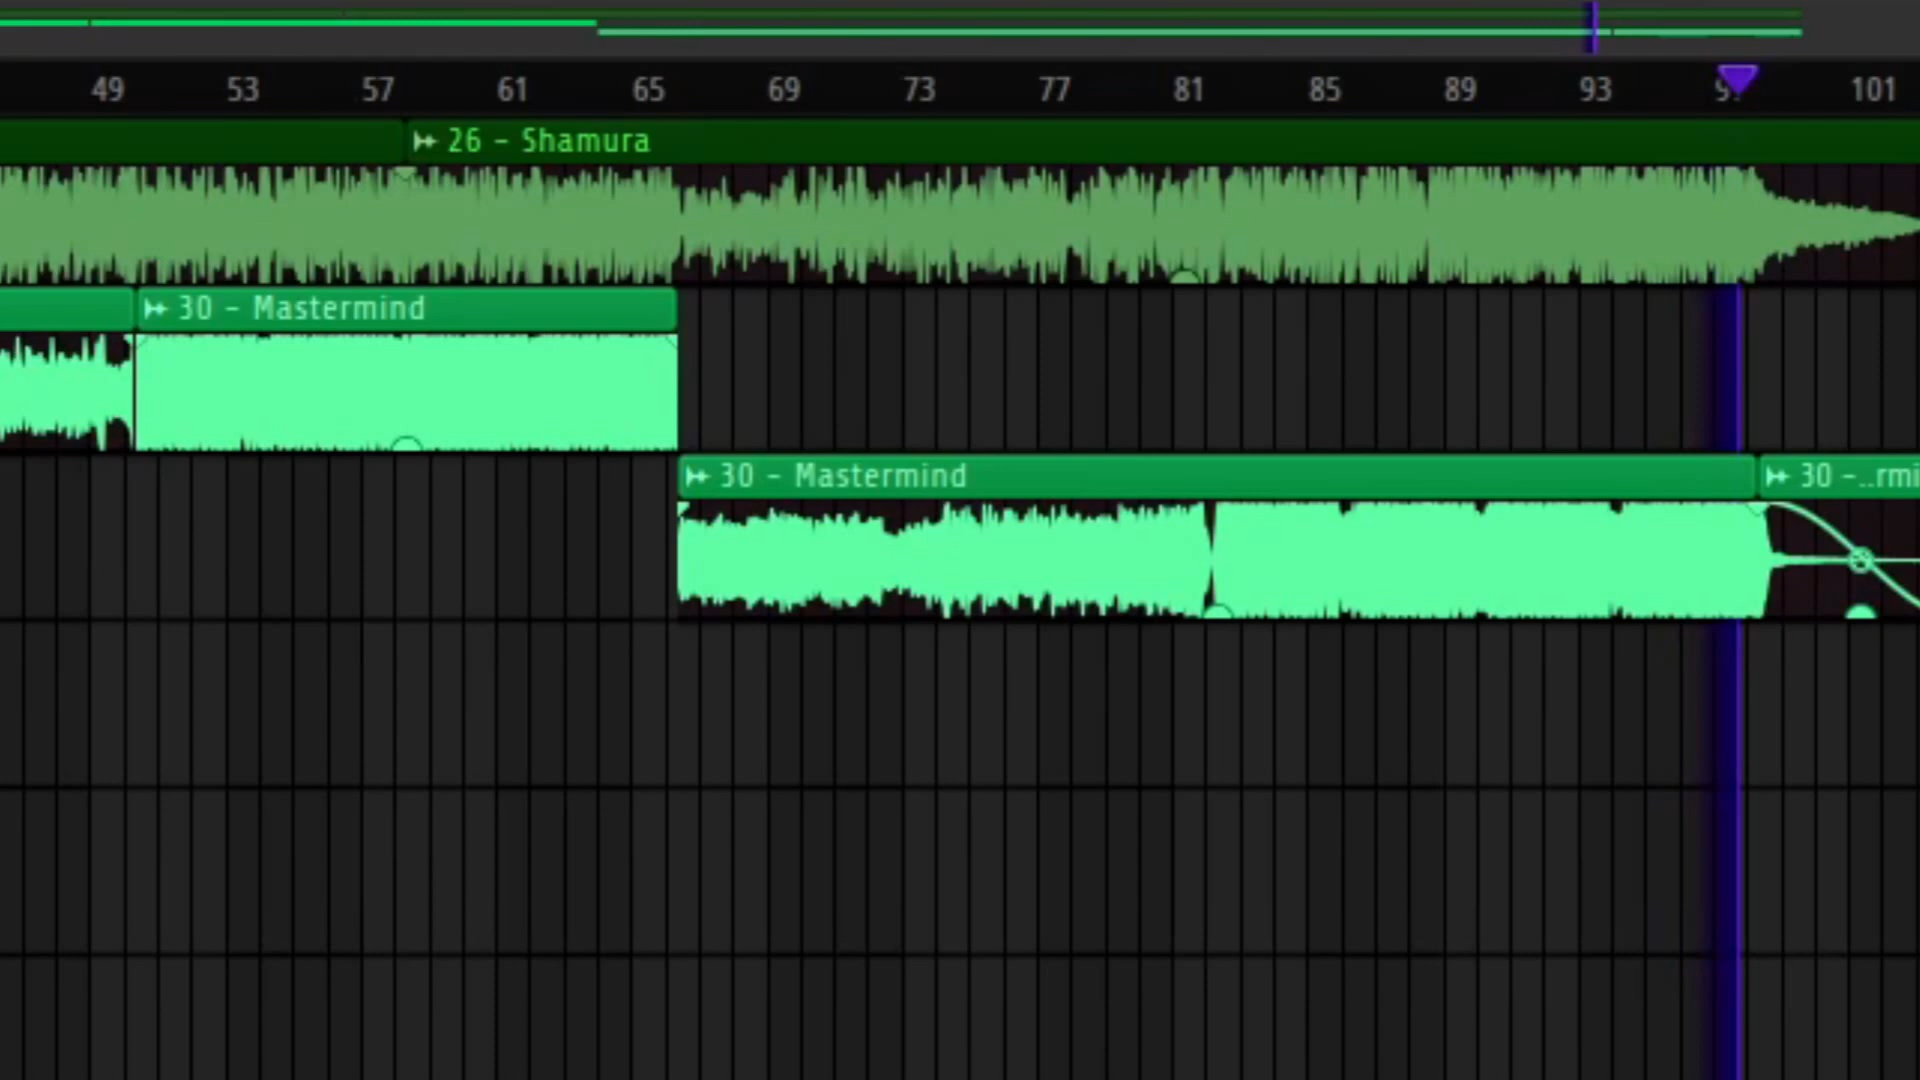 49 53 57 61 65 69 73 77 81 85 89 93 101
26 - Shamura
30 - Mastermind
30 - Mastermind
30 -..rmi